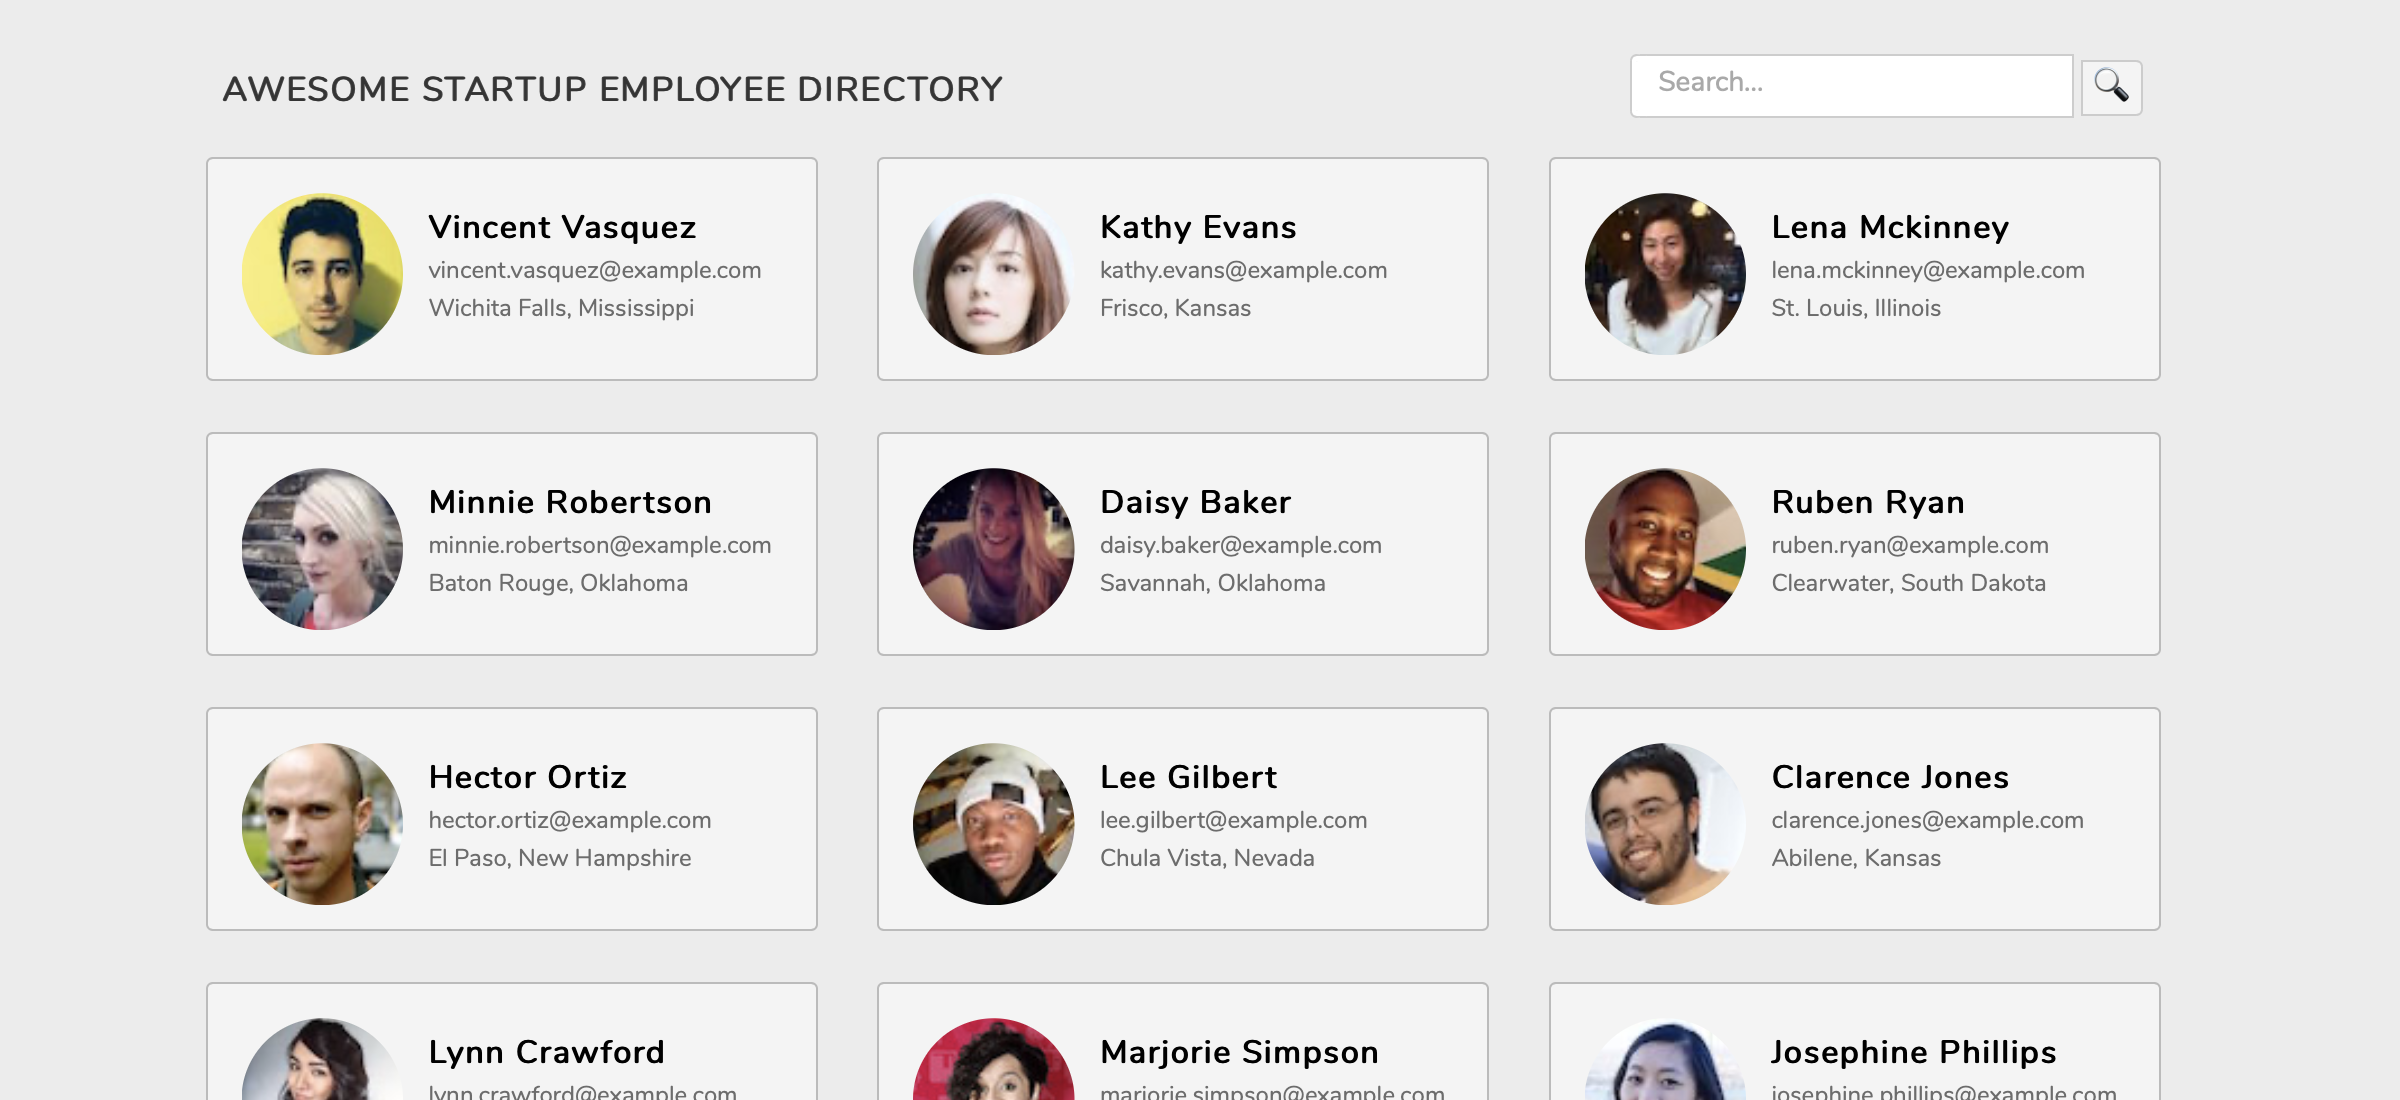 AWESOME STARTUP EMPLOYEE DIRECTORY
Search...
Vincent Vasquez
vincent.vasquez@example.com
Wichita Falls, Mississippi
Kathy Evans
kathy.evans@example.com
Frisco, Kansas
Lena Mckinney
lena.mckinney@example.com
St. Louis, Illinois
Minnie Robertson
minnie.robertson@example.com
Baton Rouge, Oklahoma
Daisy Baker
daisy.baker@example.com
Savannah, Oklahoma
Ruben Ryan
ruben.ryan@example.com
Clearwater, South Dakota
Hector Ortiz
hector.ortiz@example.com
El Paso, New Hampshire
Lee Gilbert
lee.gilbert@example.com
Chula Vista, Nevada
Clarence Jones
clarence.jones@example.com
Abilene, Kansas
Lynn Crawford
lynn.crawford@example.com
Marjorie Simpson
marjorie.simpson@example.com
Josephine Phillips
josephine.phillips@example.com